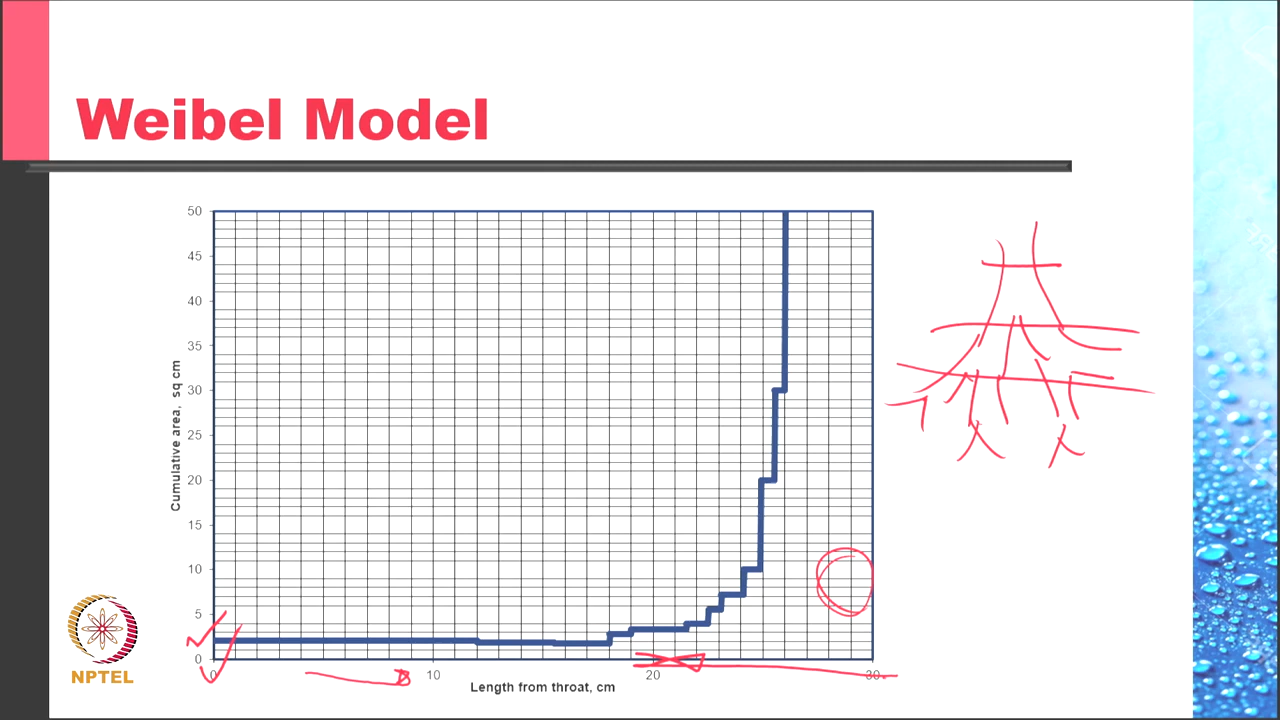 Weibel Model
50
45
40
35
30
25
20
15
10
5
0
Cumulative area, sq cm
0 10 20 30
Length from throat, cm
NPTEL